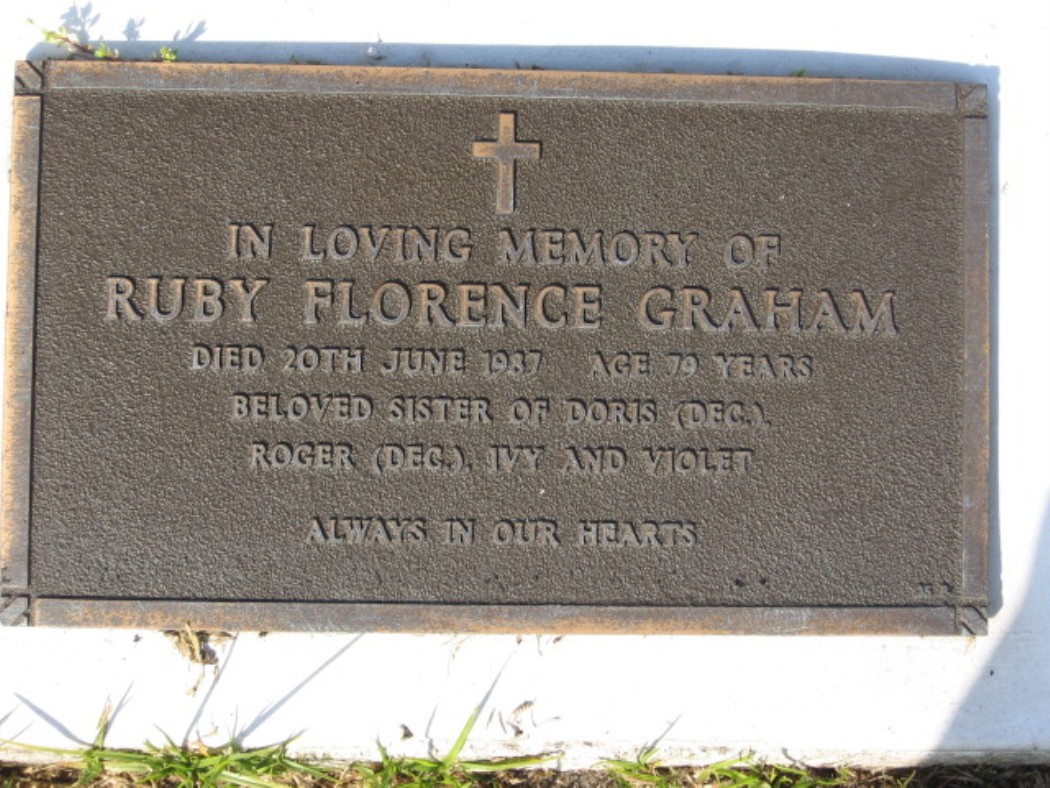 IN LOVING MEMORY OF
RUBY FLORENCE GRAHAM
DIED 20TH JUNE 1987 AGE 79 YEARS
BELOVED SISTER OF DORIS (DEC.),
ROGER (DEC.), IVY AND VIOLET
ALWAYS IN OUR HEARTS